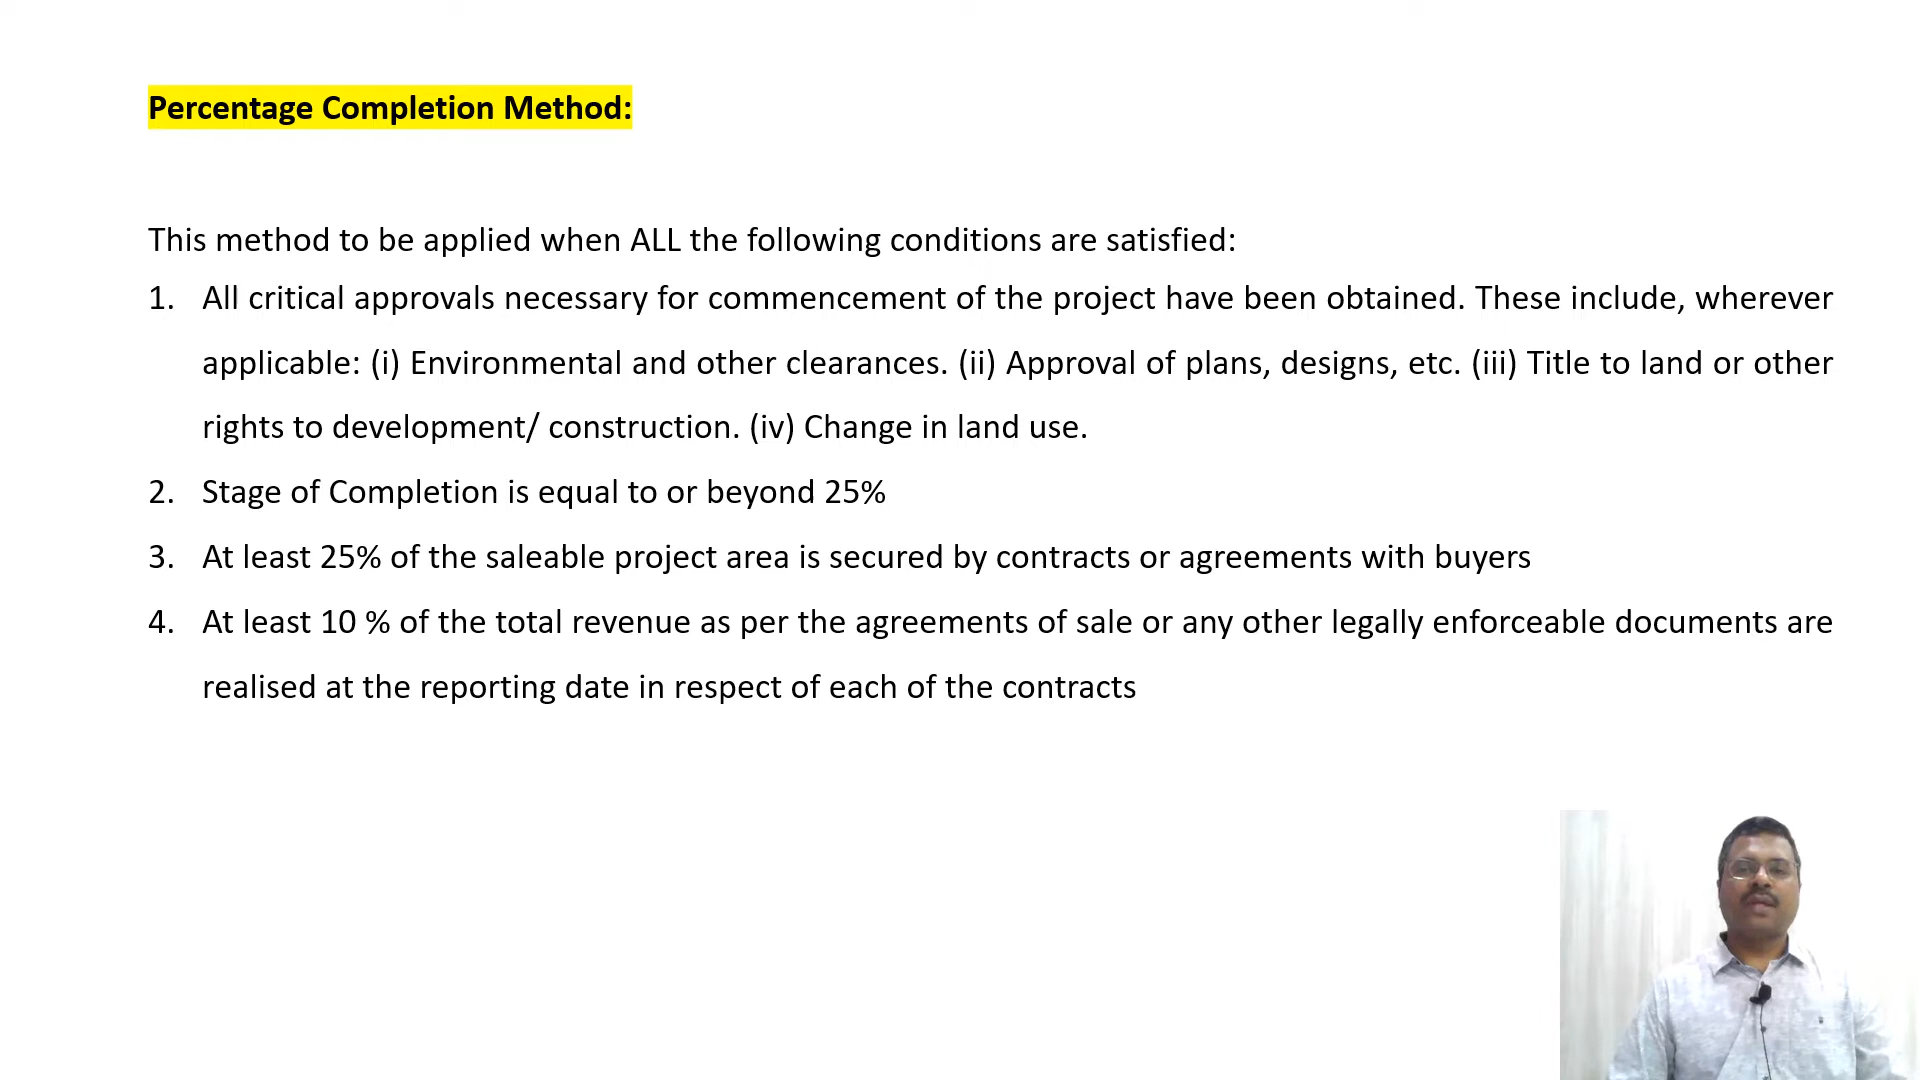 Percentage Completion Method:
This method to be applied when ALL the following conditions are satisfied:
1. All critical approvals necessary for commencement of the project have been obtained. These include, wherever
applicable: (i) Environmental and other clearances. (ii) Approval of plans, designs, etc. (iii) Title to land or other
rights to development/ construction. (iv) Change in land use.
2. Stage of Completion is equal to or beyond 25%
3. At least 25% of the saleable project area is secured by contracts or agreements with buyers
4. At least 10 % of the total revenue as per the agreements of sale or any other legally enforceable documents are
realised at the reporting date in respect of each of the contracts